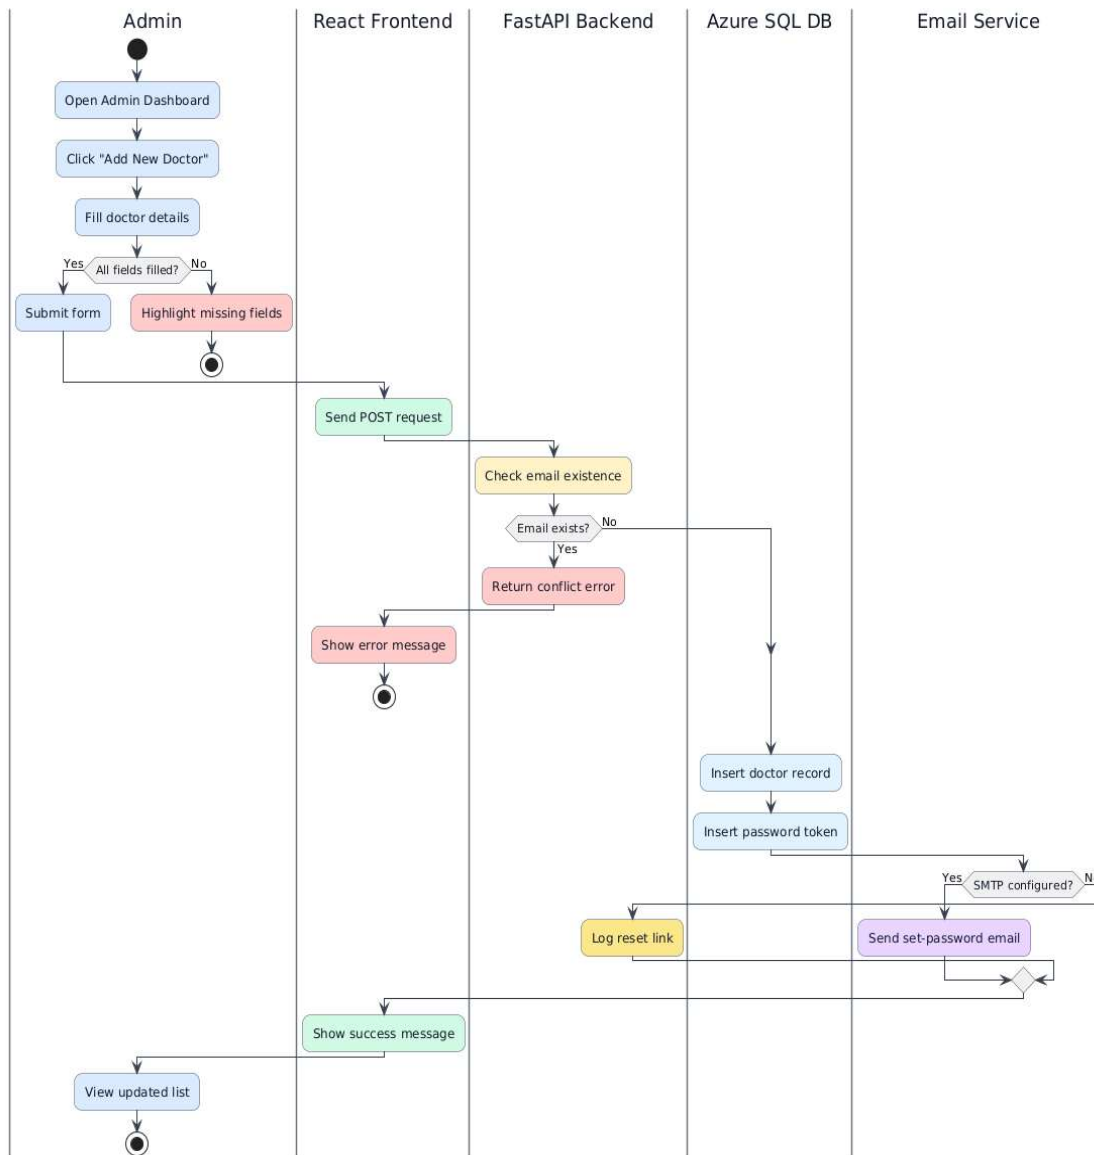 Admin
React Frontend
FastAPI Backend
Azure SQL DB
Email Service
Open Admin Dashboard
Click "Add New Doctor"
Fill doctor details
Yes
All fields filled?
No
Submit form
Highlight missing fields
Send POST request
Check email existence
Email exists?
No
Yes
Return conflict error
Show error message
Insert doctor record
Insert password token
Yes
SMTP configured?
Log reset link
Send set-password email
Show success message
View updated list